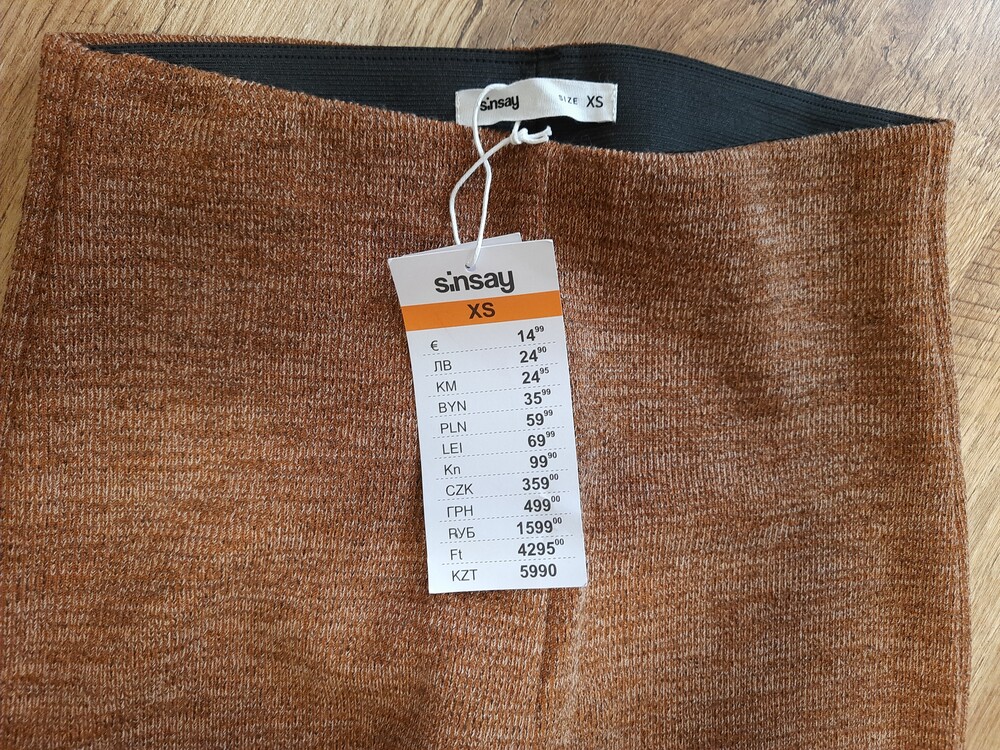 sinsay SIZE XS
sinsay
XS
€ 14⁹⁹
ЛВ 24⁹⁰
KM 24⁹⁵
BYN 35⁹⁹
PLN 59⁹⁹
LEI 69⁹⁹
Kn 99⁹⁰
CZK 359⁰⁰
ГРН 499⁰⁰
RУБ 1599⁰⁰
Ft 4295⁰⁰
KZT 5990